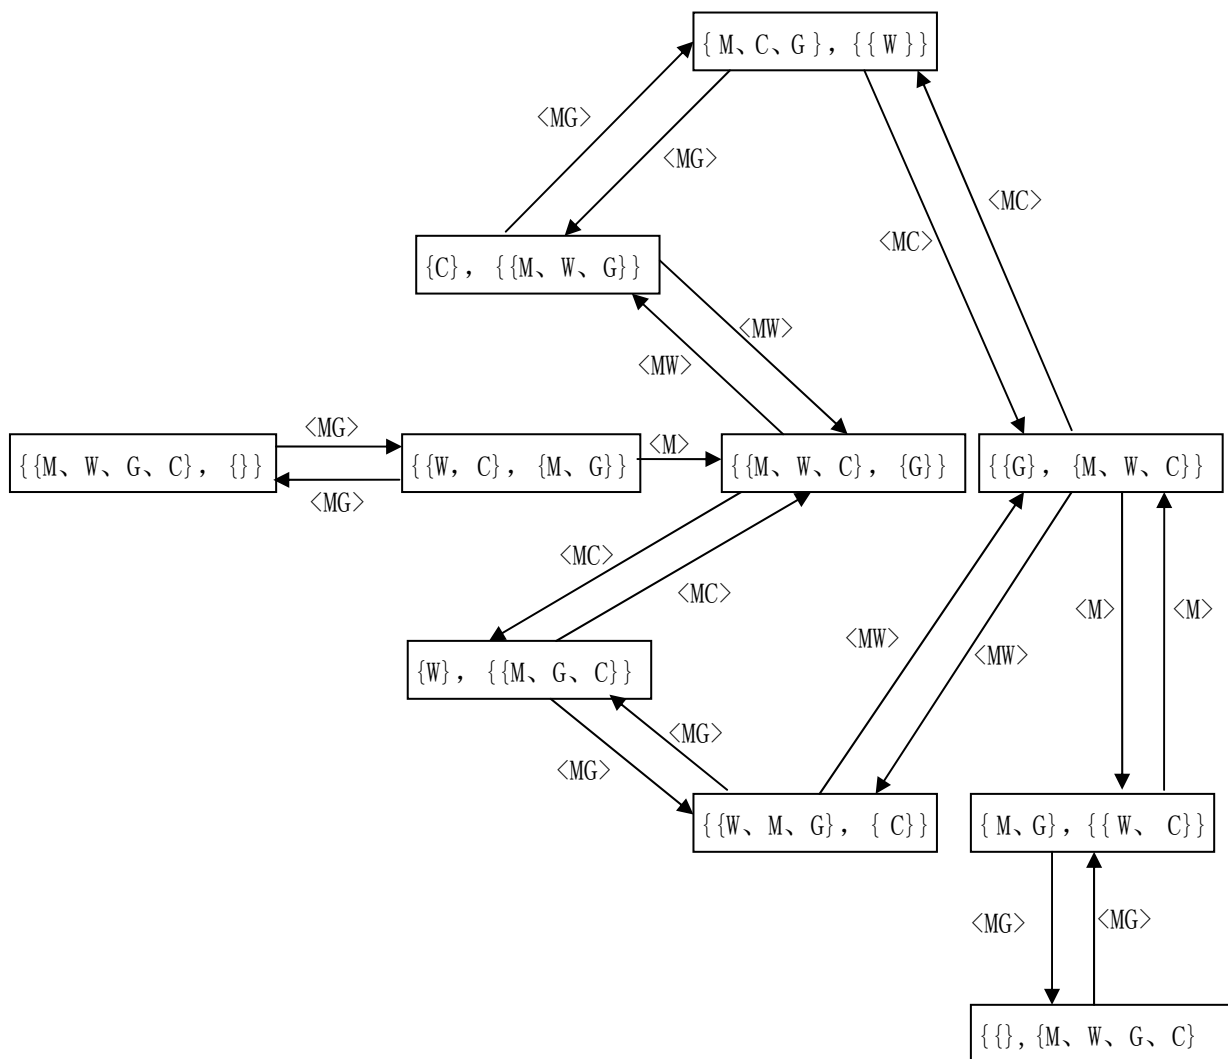 { M、C、G }, {{ W }}
<MG>
<MG>
<MC>
<MC>
{C}, {{M、W、G}}
<MW>
<MW>
<MG>
<M>
{{M、W、G、C}, {}}
{{W, C}, {M、G}}
{{M、W、C}, {G}}
{{G}, {M、W、C}}
<MG>
<MC>
<MC>
<M>
<M>
<MW>
<MW>
{W}, {{M、G、C}}
<MG>
<MG>
{{W、M、G}, { C}}
{ M、G}, {{ W、 C}}
<MG>
<MG>
{{}, {M、W、G、C}